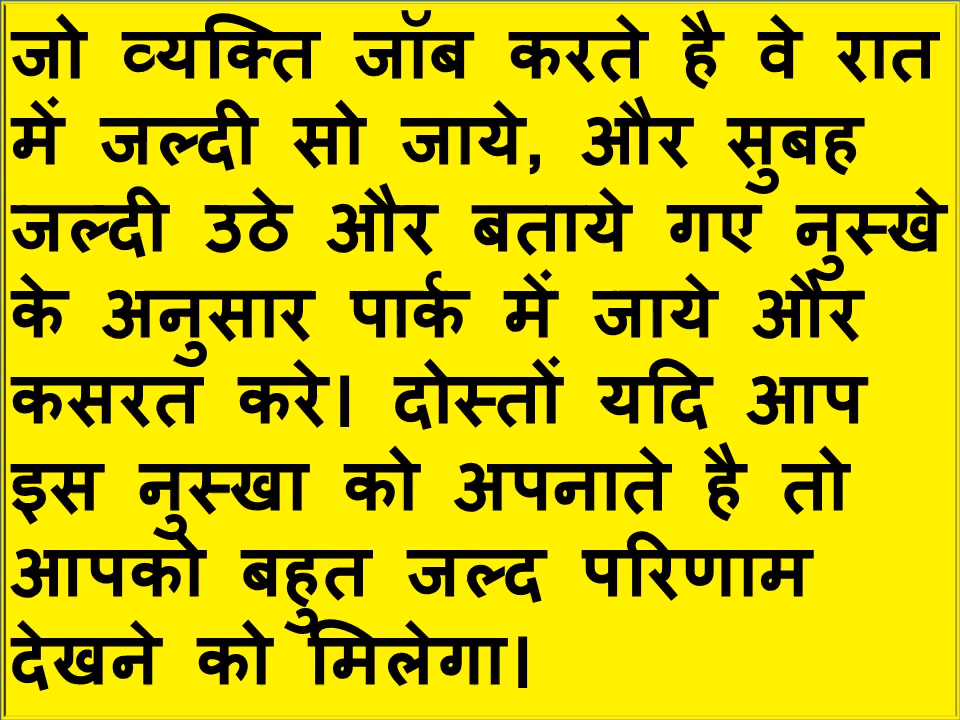 जो व्यक्ति जॉब करते है वे रात
में जल्दी सो जाये, और सुबह
जल्दी उठे और बताये गए नुस्खे
के अनुसार पार्क में जाये और
कसरत करे। दोस्तों यदि आप
इस नुस्खा को अपनाते है तो
आपको बहुत जल्द परिणाम
देखने को मिलेगा।